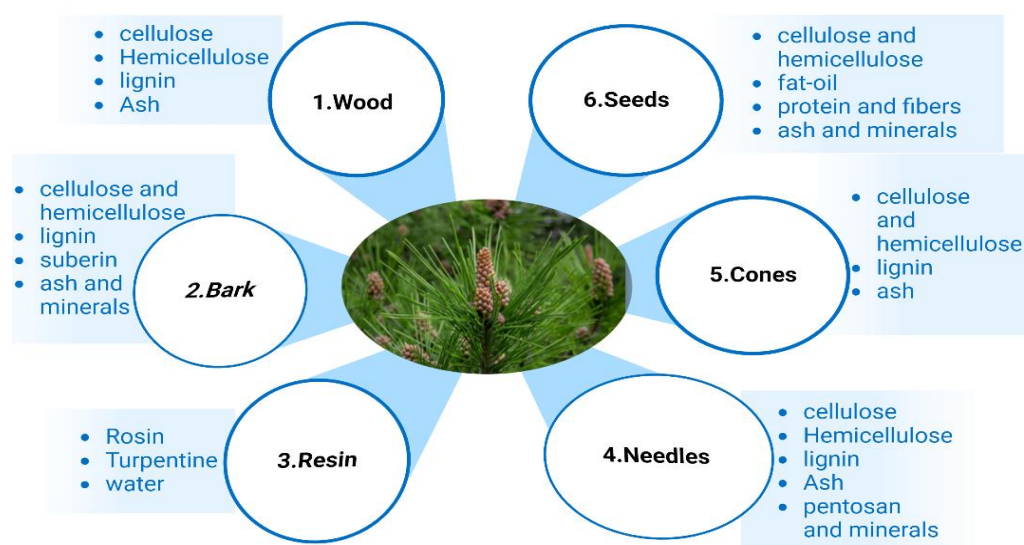 1.Wood
cellulose
Hemicellulose
lignin
Ash
2.Bark
cellulose and
hemicellulose
lignin
suberin
ash and
minerals
3.Resin
Rosin
Turpentine
water
4.Needles
cellulose
Hemicellulose
lignin
Ash
pentosan
and minerals
5.Cones
cellulose
and
hemicellulose
lignin
ash
6.Seeds
cellulose and
hemicellulose
fat-oil
protein and fibers
ash and minerals